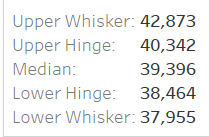 Upper Whisker: 42,873
Upper Hinge: 40,342
Median: 39,396
Lower Hinge: 38,464
Lower Whisker: 37,955